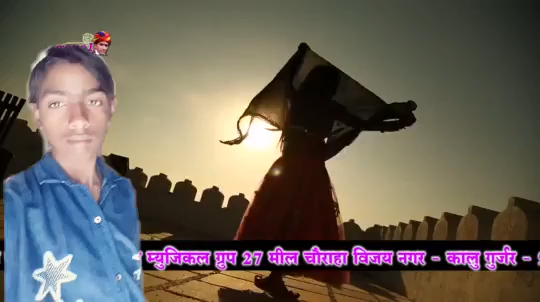 म्युजिकल ग्रुप 27 मील चौराहा विजय नगर - कालु गुर्जर -